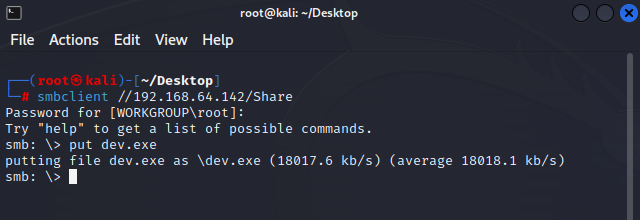 root@kali: ~/Desktop
File Actions Edit View Help
┌──(root㉿kali)-[~/Desktop]
└─# smbclient //192.168.64.142/Share
Password for [WORKGROUP\root]:
Try "help" to get a list of possible commands.
smb: \> put dev.exe
putting file dev.exe as \dev.exe (18017.6 kb/s) (average 18018.1 kb/s)
smb: \>